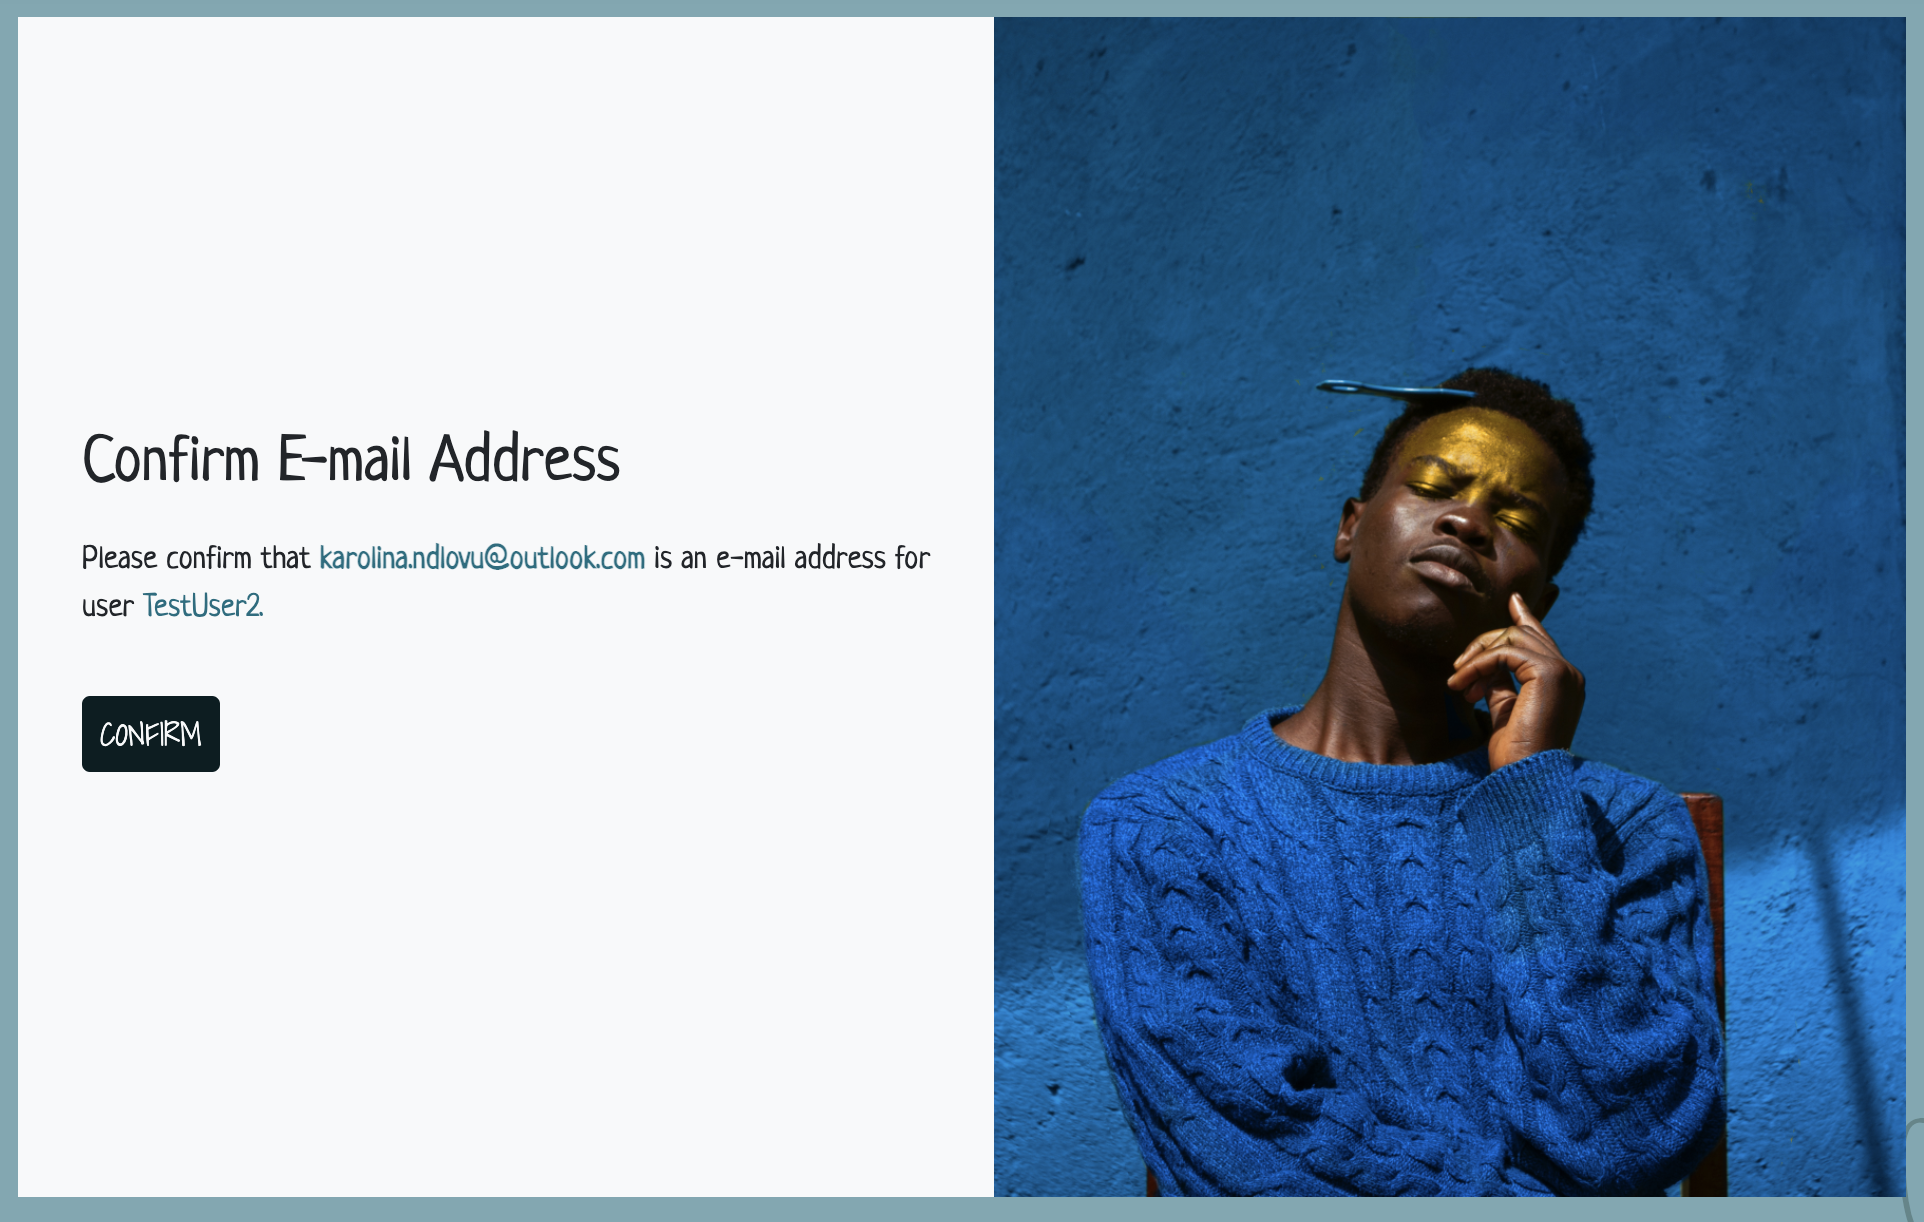 Confirm E-mail Address
Please confirm that karolina.ndlovu@outlook.com is an e-mail address for
user TestUser2.
CONFIRM